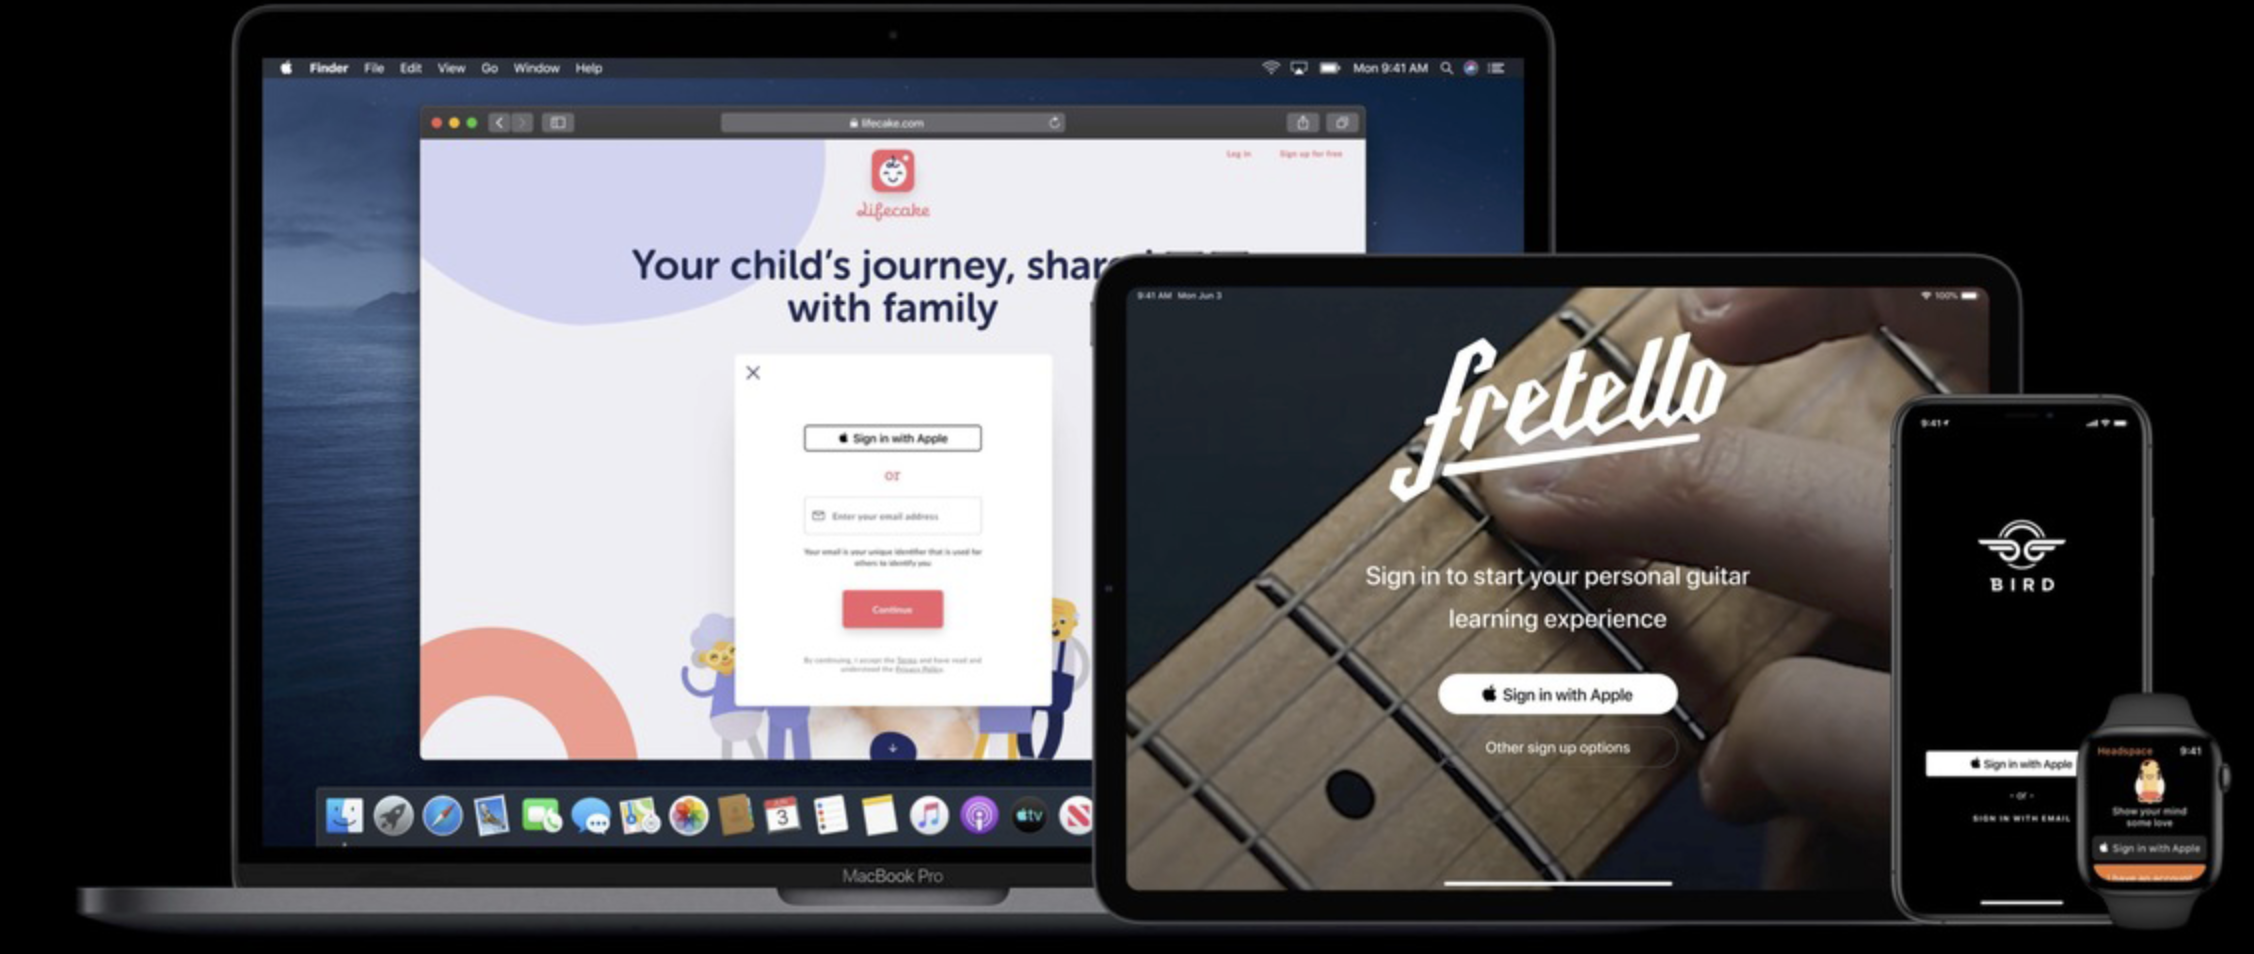 Finder File Edit View Go Window Help
Mon 9:41 AM
lifecake.com
Log in Sign up for free
Lifecake
Your child's journey,
with family
Sign in with Apple
or
Enter your email address
Your email is your unique identifier that is used for
others to identify you
Continue
By continuing, I accept the Terms and have read and
understood the Privacy Policy.
3
tv
MacBook Pro
9:41 AM Mon Jun 3
100%
fretello
Sign in to start your personal guitar
learning experience
Sign in with Apple
Other sign up options
9:41
BIRD
Sign in with Apple
- or -
SIGN IN WITH EMAIL
Headspace 9:41
Show your mind
some love
Sign in with Apple
I have an account